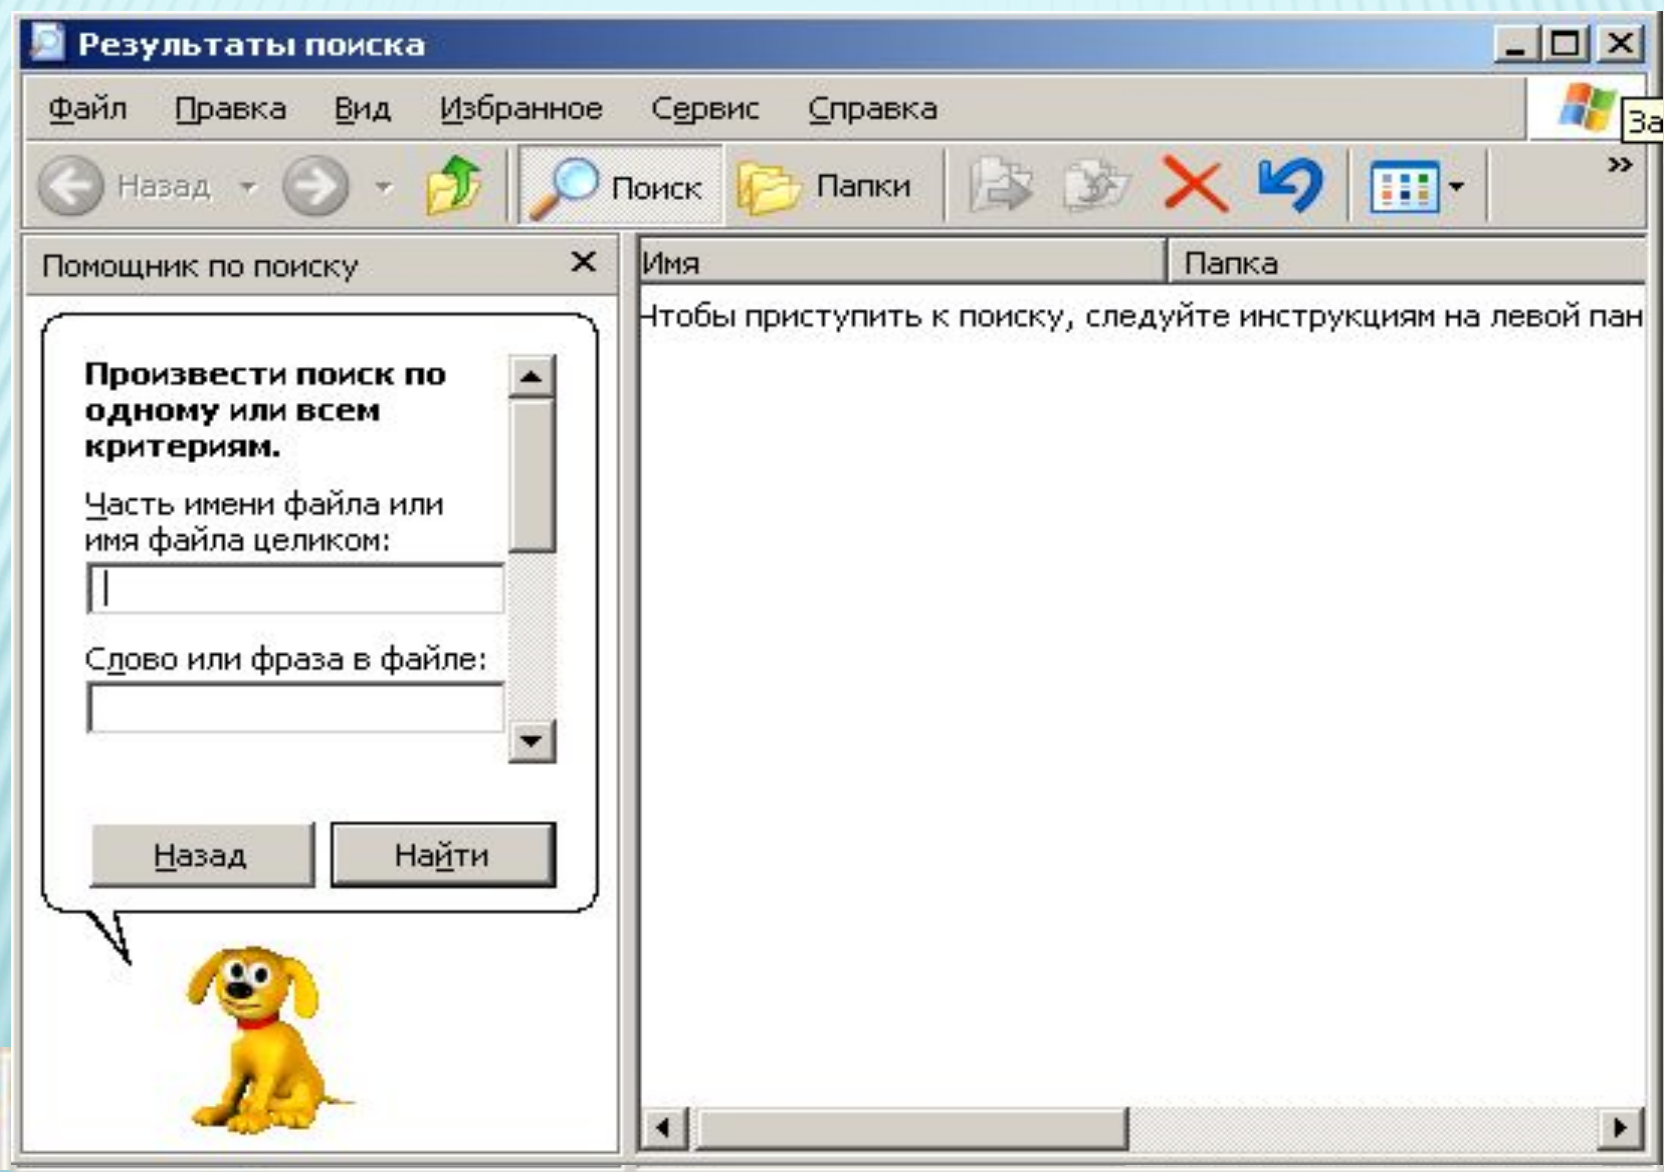 Результаты поиска
Файл Правка Вид Избранное Сервис Справка
За
Назад Поиск Папки »
Помощник по поиску
Имя Папка
Чтобы приступить к поиску, следуйте инструкциям на левой пан
Произвести поиск по
одному или всем
критериям.
Часть имени файла или
имя файла целиком:
Слово или фраза в файле:
Назад Найти